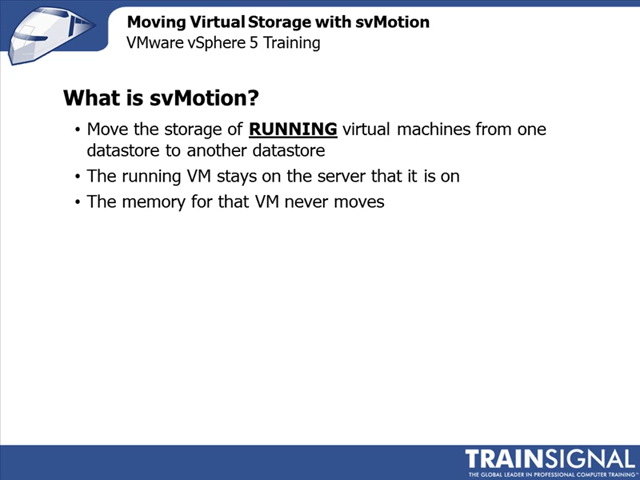 Moving Virtual Storage with svMotion
VMware vSphere 5 Training
What is svMotion?
• Move the storage of RUNNING virtual machines from one
datastore to another datastore
• The running VM stays on the server that it is on
• The memory for that VM never moves
TRAINSIGNAL
THE GLOBAL LEADER IN PROFESSIONAL COMPUTER TRAINING™